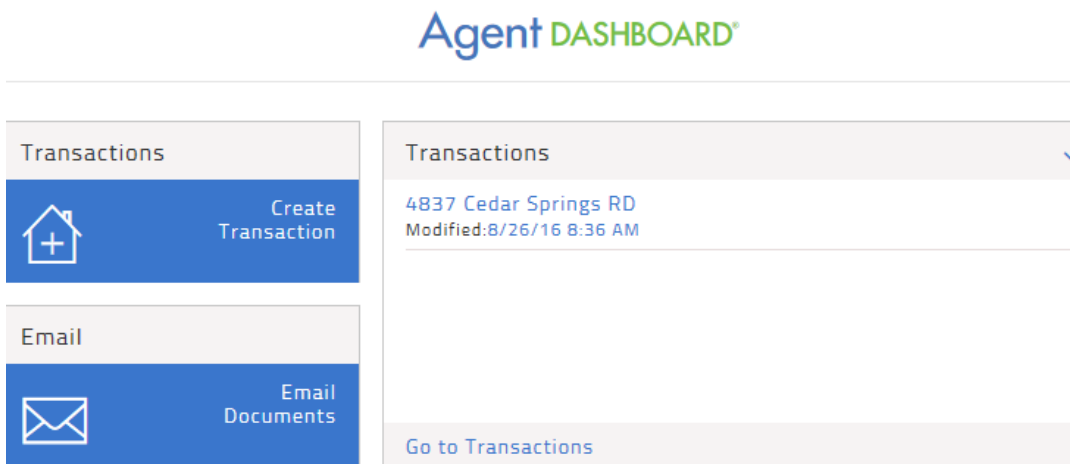 Agent DASHBOARD®
Transactions
Create
Transaction
Email
Email
Documents
Transactions
4837 Cedar Springs RD
Modified:8/26/16 8:36 AM
Go to Transactions